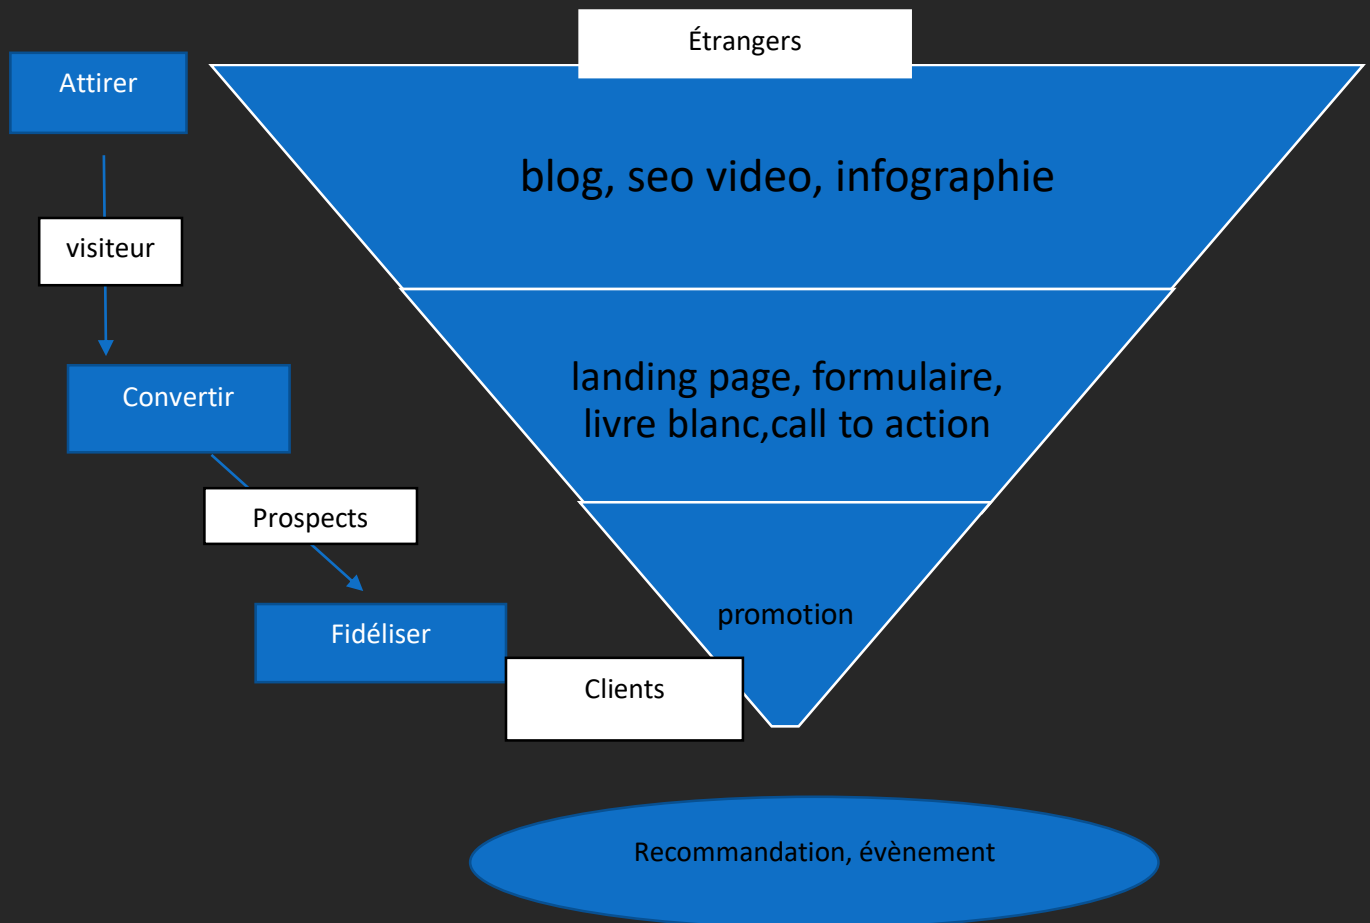 Étrangers
Attirer
blog, seo video, infographie
visiteur
landing page, formulaire,
livre blanc,call to action
Convertir
Prospects
promotion
Fidéliser
Clients
Recommandation, évènement